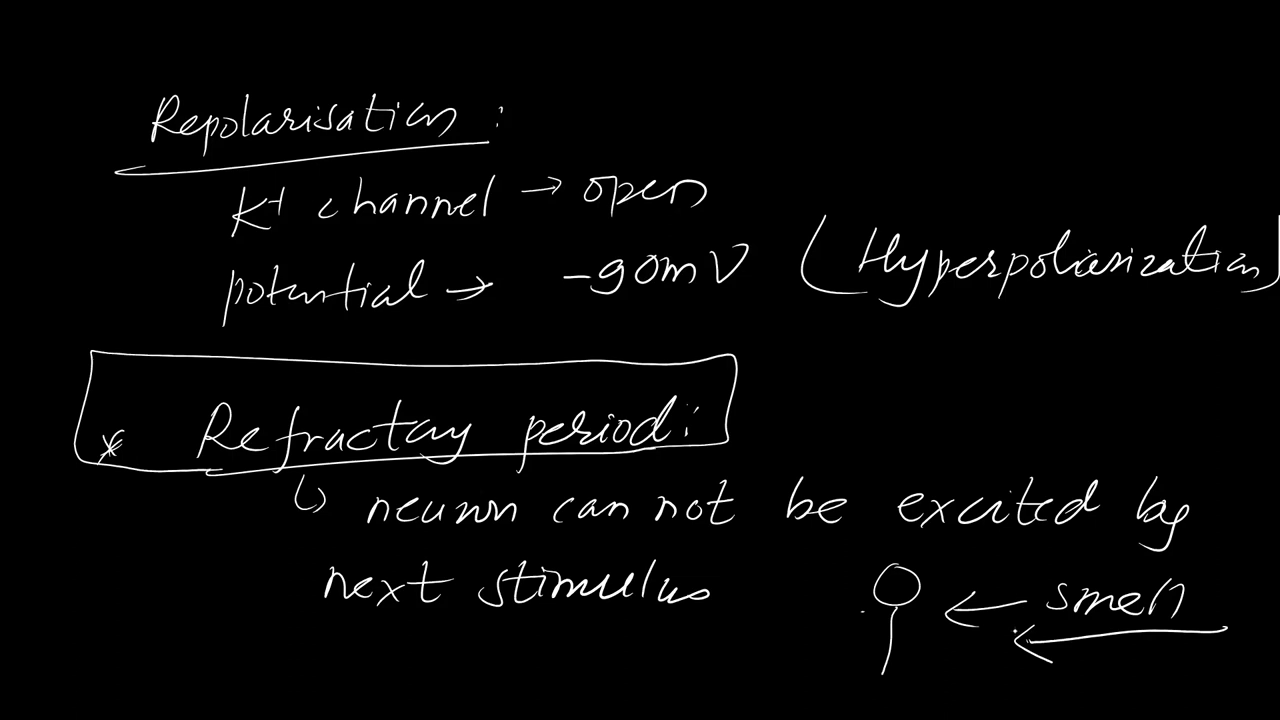 Repolarisation :
K+ channel → open
potential → -90mV (Hyperpolarization)
* Refractory period :
↳ neuron can not be excited by
next stimulus
← smell